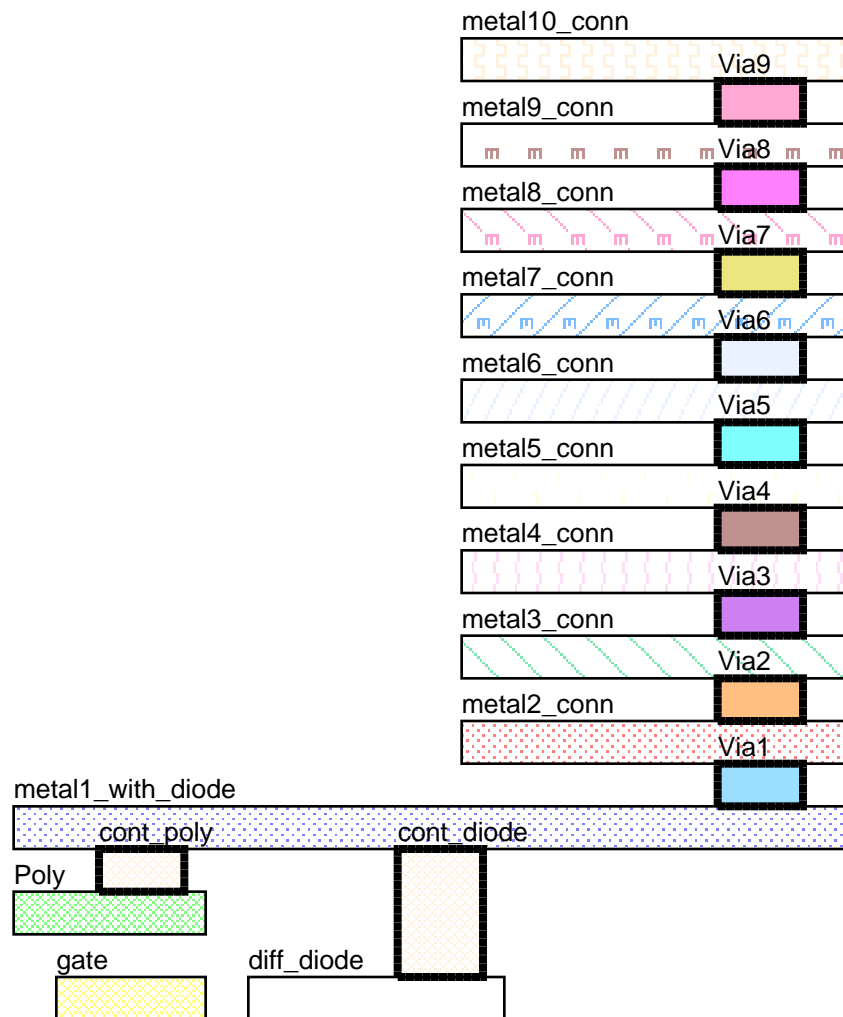 metal10_conn
Via9
metal9_conn
Via8
metal8_conn
Via7
metal7_conn
Via6
metal6_conn
Via5
metal5_conn
Via4
metal4_conn
Via3
metal3_conn
Via2
metal2_conn
Via1
metal1_with_diode
cont_poly cont_diode
Poly
gate diff_diode